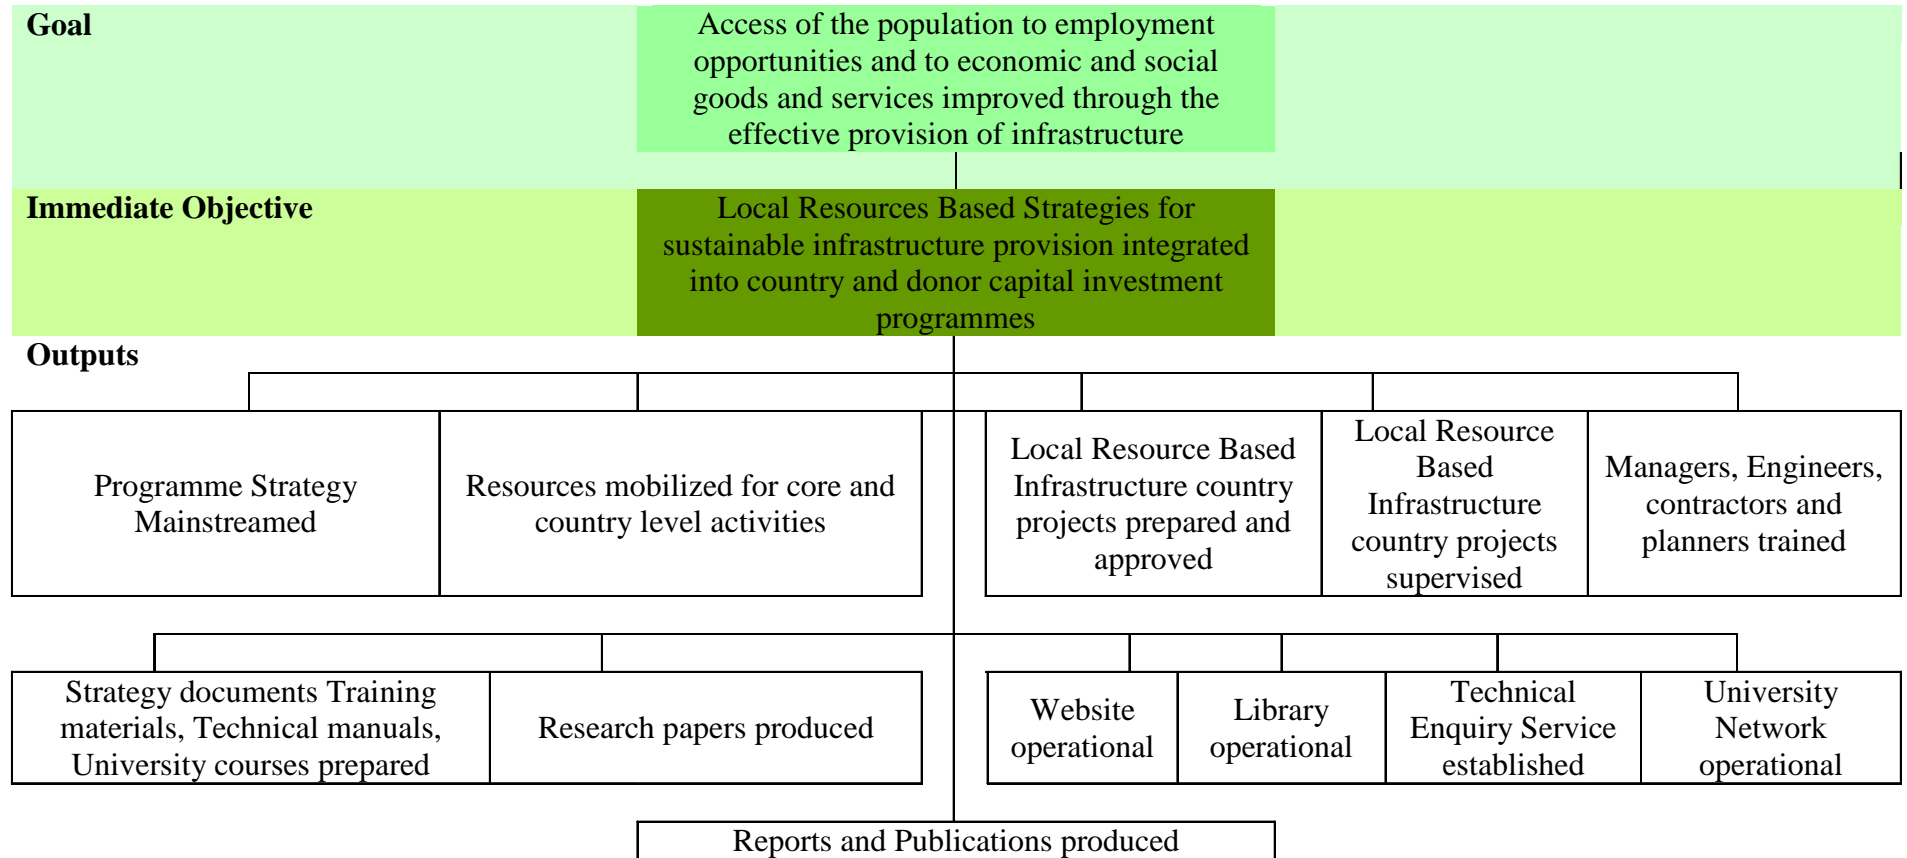 Goal
Access of the population to employment
opportunities and to economic and social
goods and services improved through the
effective provision of infrastructure
Immediate Objective
Local Resources Based Strategies for
sustainable infrastructure provision integrated
into country and donor capital investment
programmes
Outputs
Programme Strategy
Mainstreamed
Resources mobilized for core and
country level activities
Local Resource Based
Infrastructure country
projects prepared and
approved
Local Resource
Based
Infrastructure
country projects
supervised
Managers, Engineers,
contractors and
planners trained
Strategy documents Training
materials, Technical manuals,
University courses prepared
Research papers produced
Website
operational
Library
operational
Technical
Enquiry Service
established
University
Network
operational
Reports and Publications produced